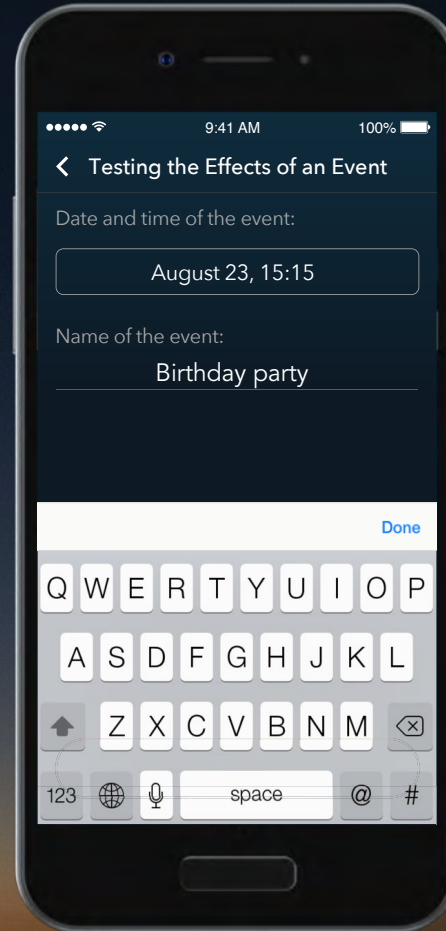 9:41 AM 100%
Testing the Effects of an Event
Date and time of the event:
August 23, 15:15
Name of the event:
Birthday party
Done
Q W E R T Y U I O P
A S D F G H J K L
Z X C V B N M
123 space @ #